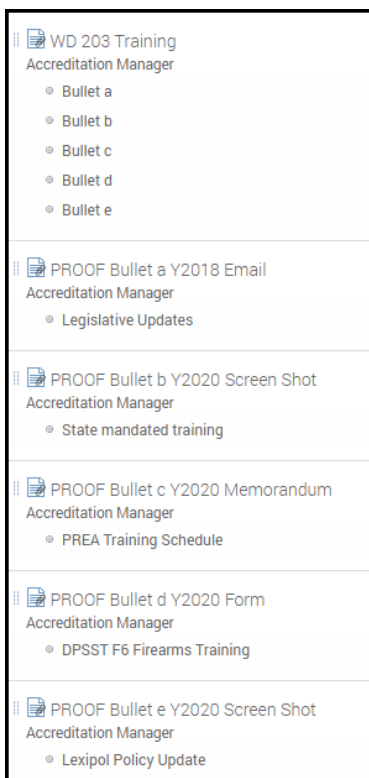 WD 203 Training
Accreditation Manager
Bullet a
Bullet b
Bullet c
Bullet d
Bullet e
PROOF Bullet a Y2018 Email
Accreditation Manager
Legislative Updates
PROOF Bullet b Y2020 Screen Shot
Accreditation Manager
State mandated training
PROOF Bullet c Y2020 Memorandum
Accreditation Manager
PREA Training Schedule
PROOF Bullet d Y2020 Form
Accreditation Manager
DPSST F6 Firearms Training
PROOF Bullet e Y2020 Screen Shot
Accreditation Manager
Lexipol Policy Update